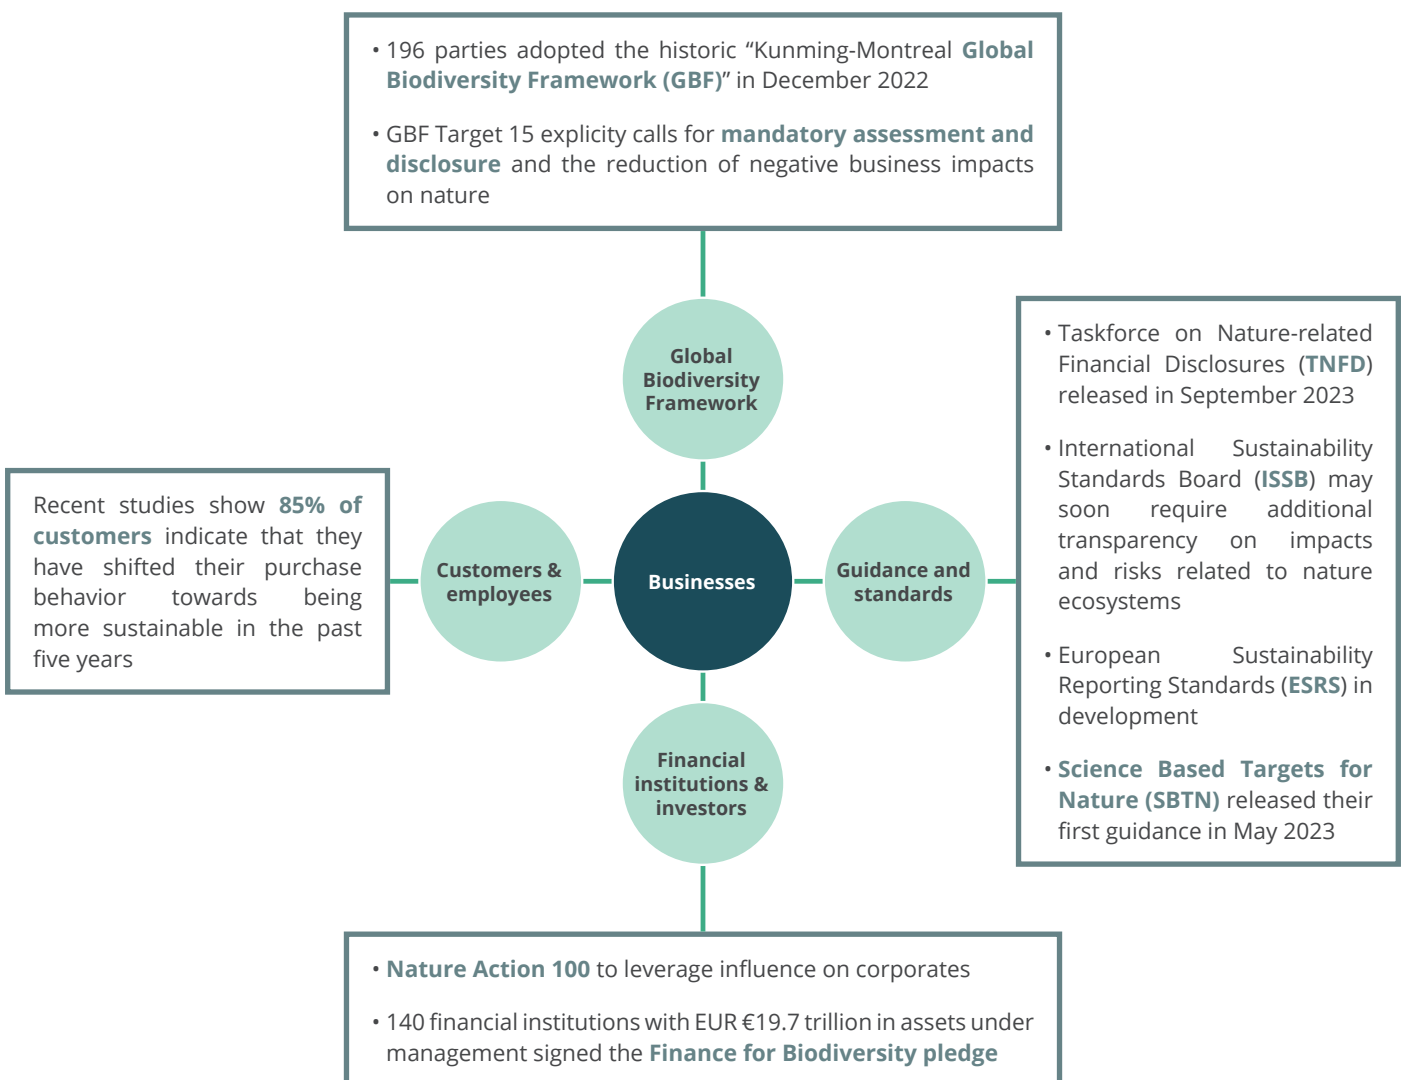 • 196 parties adopted the historic “Kunming-Montreal Global
Biodiversity Framework (GBF)” in December 2022
• GBF Target 15 explicity calls for mandatory assessment and
disclosure and the reduction of negative business impacts
on nature
Global
Biodiversity
Framework
Recent studies show 85% of
customers indicate that they
have shifted their purchase
behavior towards being
more sustainable in the past
five years
Customers &
employees
Businesses
Guidance and
standards
• Taskforce on Nature-related
Financial Disclosures (TNFD)
released in September 2023
• International Sustainability
Standards Board (ISSB) may
soon require additional
transparency on impacts
and risks related to nature
ecosystems
• European Sustainability
Reporting Standards (ESRS) in
development
• Science Based Targets for
Nature (SBTN) released their
first guidance in May 2023
Financial
institutions &
investors
• Nature Action 100 to leverage influence on corporates
• 140 financial institutions with EUR €19.7 trillion in assets under
management signed the Finance for Biodiversity pledge